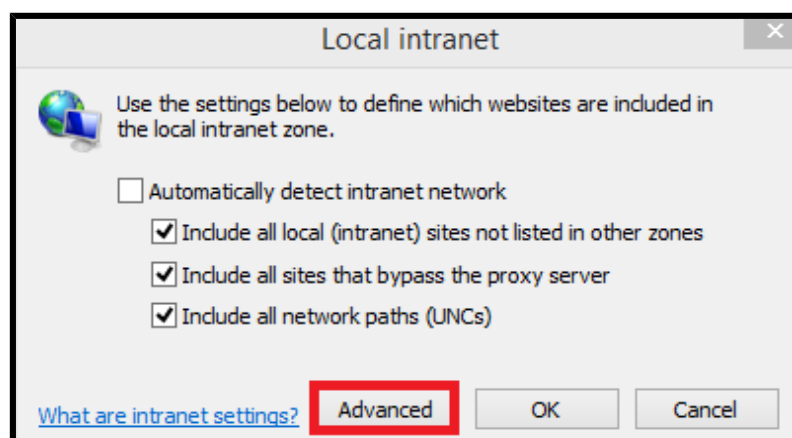 Local intranet
Use the settings below to define which websites are included in
the local intranet zone.
Automatically detect intranet network
Include all local (intranet) sites not listed in other zones
Include all sites that bypass the proxy server
Include all network paths (UNCs)
What are intranet settings? Advanced OK Cancel